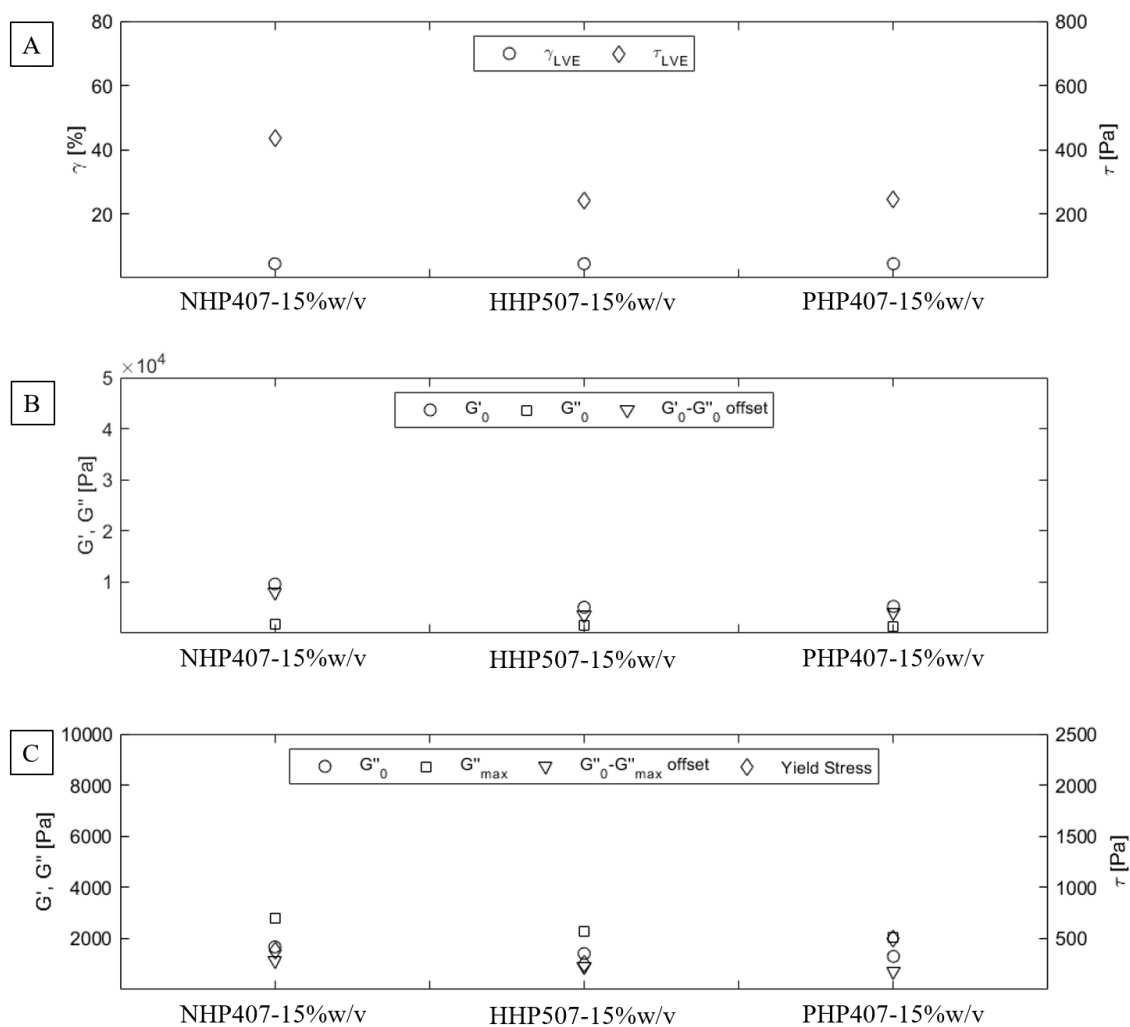 A
80
60
40
20
γ [%]
γLVE τLVE
800
600
400
200
τ [Pa]
NHP407-15%w/v HHP507-15%w/v PHP407-15%w/v
B
×10^4
5
4
3
2
1
G', G" [Pa]
G'0 G"0 G'0-G"0 offset
NHP407-15%w/v HHP507-15%w/v PHP407-15%w/v
C
10000
8000
6000
4000
2000
G', G" [Pa]
G"0 G"max G"0-G"max offset Yield Stress
2500
2000
1500
1000
500
τ [Pa]
NHP407-15%w/v HHP507-15%w/v PHP407-15%w/v